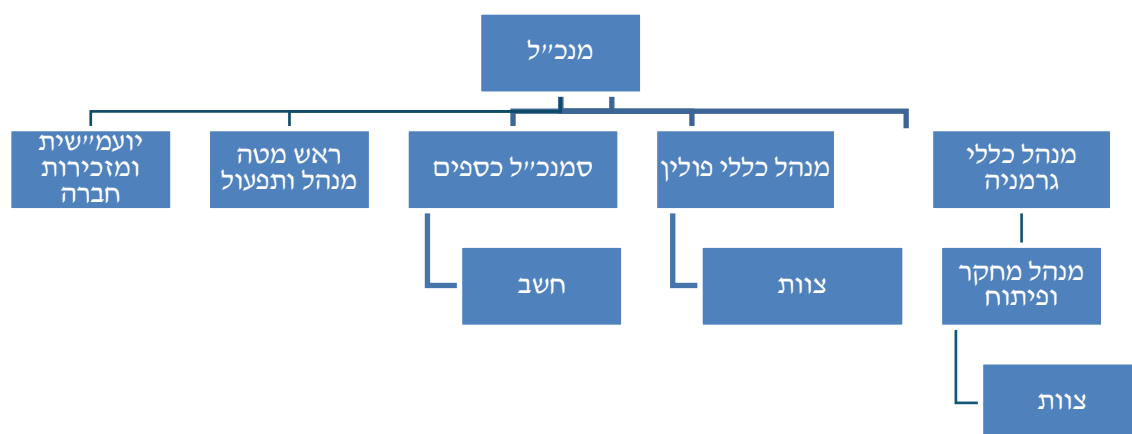 מנכ״ל
מנהל כללי
גרמניה
מנהל כללי פולין
סמנכ״ל כספים
ראש מטה
מנהל ותפעול
יועמ״שית
ומזכירות
חברה
מנהל מחקר
ופיתוח
צוות
חשב
צוות